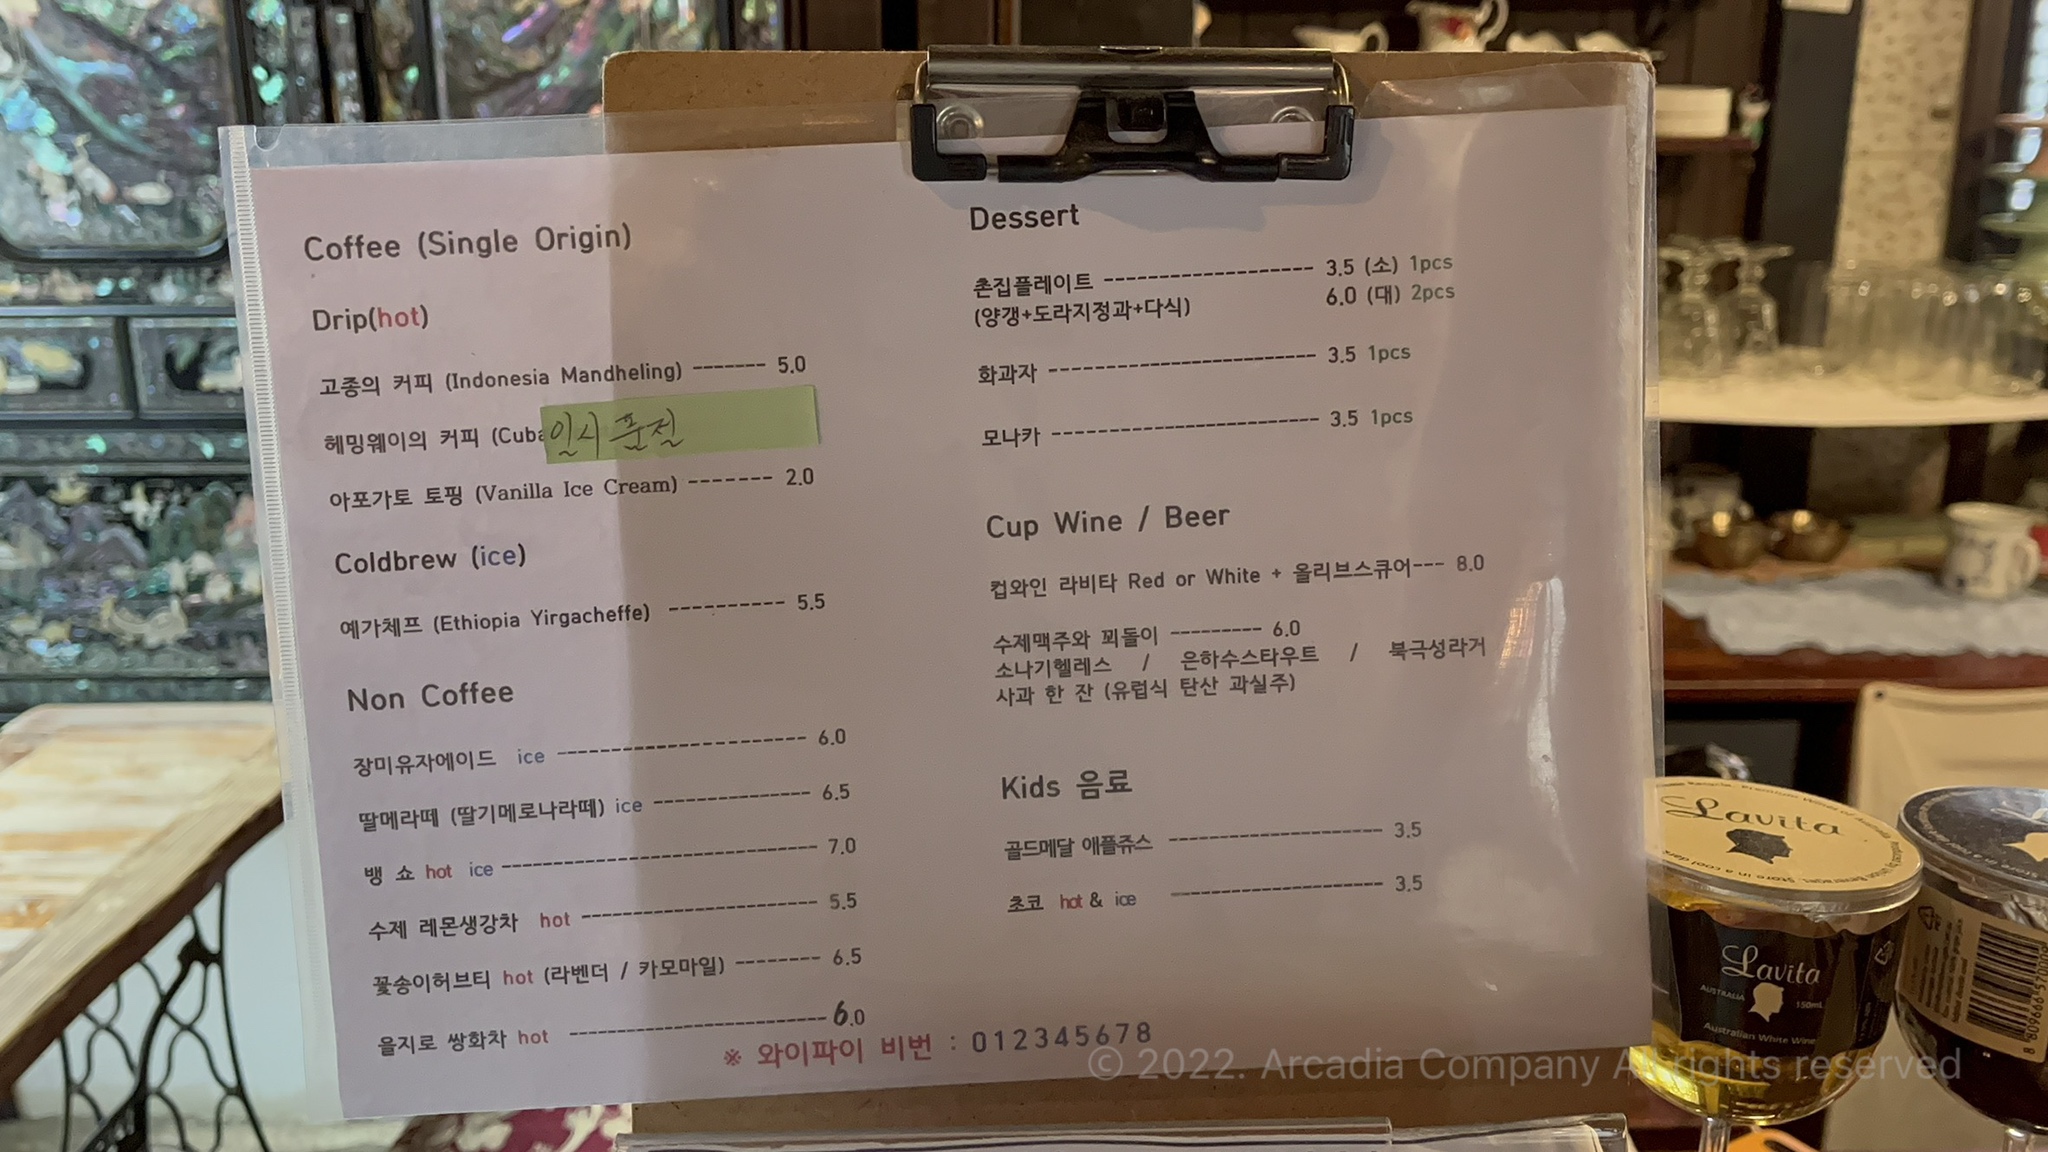 Coffee (Single Origin)
Drip(hot)
고종의 커피 (Indonesia Mandheling) ------- 5.0
헤밍웨이의 커피 (Cuba
일시 품절
아포가토 토핑 (Vanilla Ice Cream) -------- 2.0
Coldbrew (ice)
예가체프 (Ethiopia Yirgacheffe) ----------- 5.5
Non Coffee
장미유자에이드 ice ----------------------- 6.0
딸메라떼 (딸기메로나라떼) ice --------------- 6.5
뱅 쇼 hot ice ------------------------------ 7.0
수제 레몬생강차 hot ---------------------- 5.5
꽃송이허브티 hot (라벤더 / 카모마일) -------- 6.5
을지로 쌍화차 hot ------------------------ 6.0
Dessert
촌집플레이트 ------------------- 3.5 (소) 1pcs
(양갱+도라지정과+다식) 6.0 (대) 2pcs
화과자 ------------------------ 3.5 1pcs
모나카 ------------------------ 3.5 1pcs
Cup Wine / Beer
컵와인 라비타 Red or White + 올리브스큐어--- 8.0
수제맥주와 꾀돌이 --------- 6.0
소나기헬레스 / 은하수스타우트 / 북극성라거
사과 한 잔 (유럽식 탄산 과실주)
Kids 음료
골드메달 애플쥬스 -------------------- 3.5
초코 hot & ice -------------------- 3.5
※ 와이파이 비번 : 012345678
© 2022. Arcadia Company All rights reserved
Lavita
Store in a cool dark
Lavita
AUSTRALIA 150mL
Australian White Wine